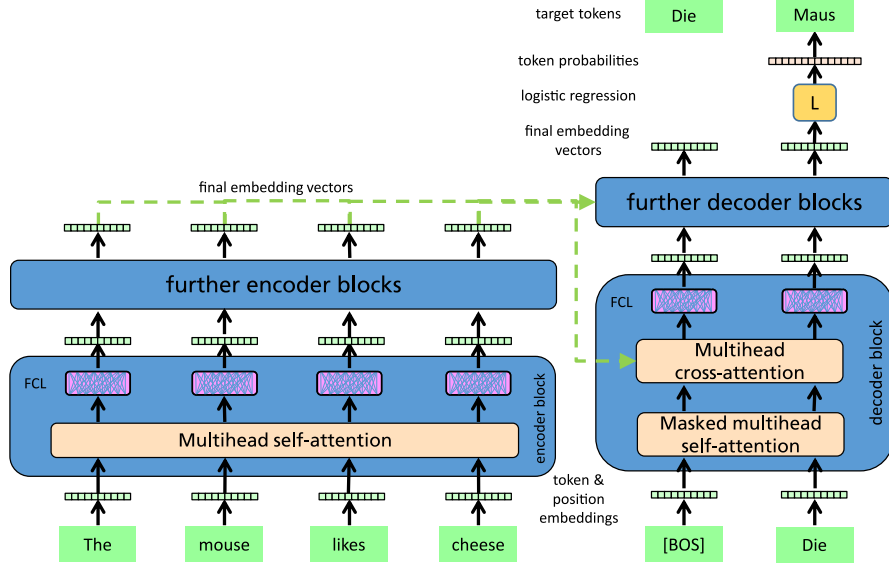 target tokens
Die
Maus
token probabilities
logistic regression
L
final embedding
vectors
final embedding vectors
further decoder blocks
further encoder blocks
FCL
FCL
Multihead
cross-attention
decoder block
encoder block
Multihead self-attention
Masked multihead
self-attention
token &
position
embeddings
The
mouse
likes
cheese
[BOS]
Die